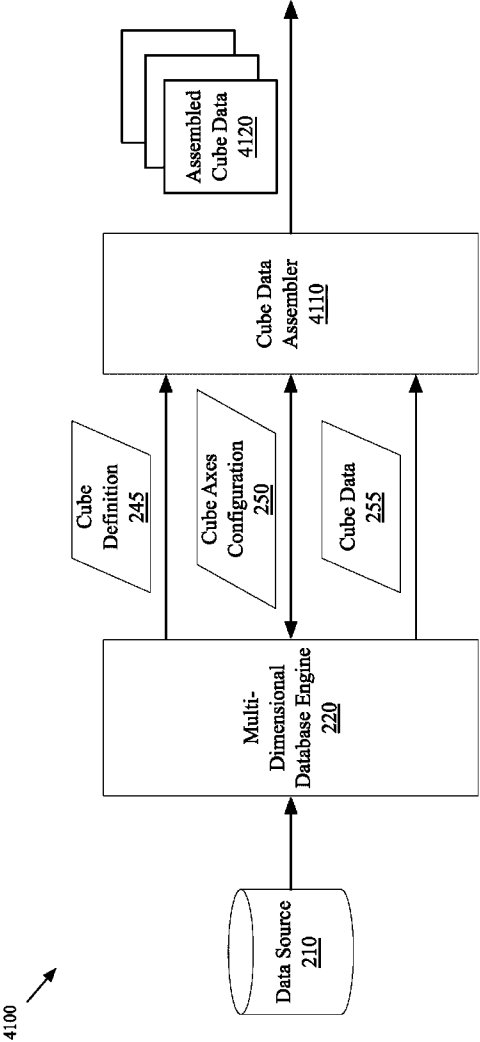 4100
Data Source
210
Multi-
Dimensional
Database Engine
220
Cube
Definition
245
Cube Axes
Configuration
250
Cube Data
255
Cube Data
Assembler
4110
Assembled
Cube Data
4120